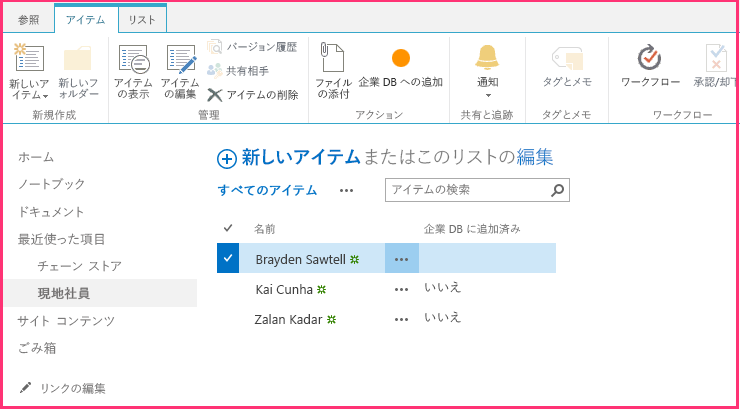 参照 アイテム リスト
新しいアイテム
新しいフォルダー
アイテムの表示
アイテムの編集
バージョン履歴
共有相手
アイテムの削除
ファイルの添付
企業 DB への追加
通知
タグとメモ
ワークフロー
承認/却下
新規作成 管理 アクション 共有と追跡 タグとメモ ワークフロー
ホーム
ノートブック
ドキュメント
最近使った項目
チェーン ストア
現地社員
サイト コンテンツ
ごみ箱
リンクの編集
新しいアイテムまたはこのリストの編集
すべてのアイテム ••• アイテムの検索
名前 企業 DB に追加済み
Brayden Sawtell •••
Kai Cunha ••• いいえ
Zalan Kadar ••• いいえ